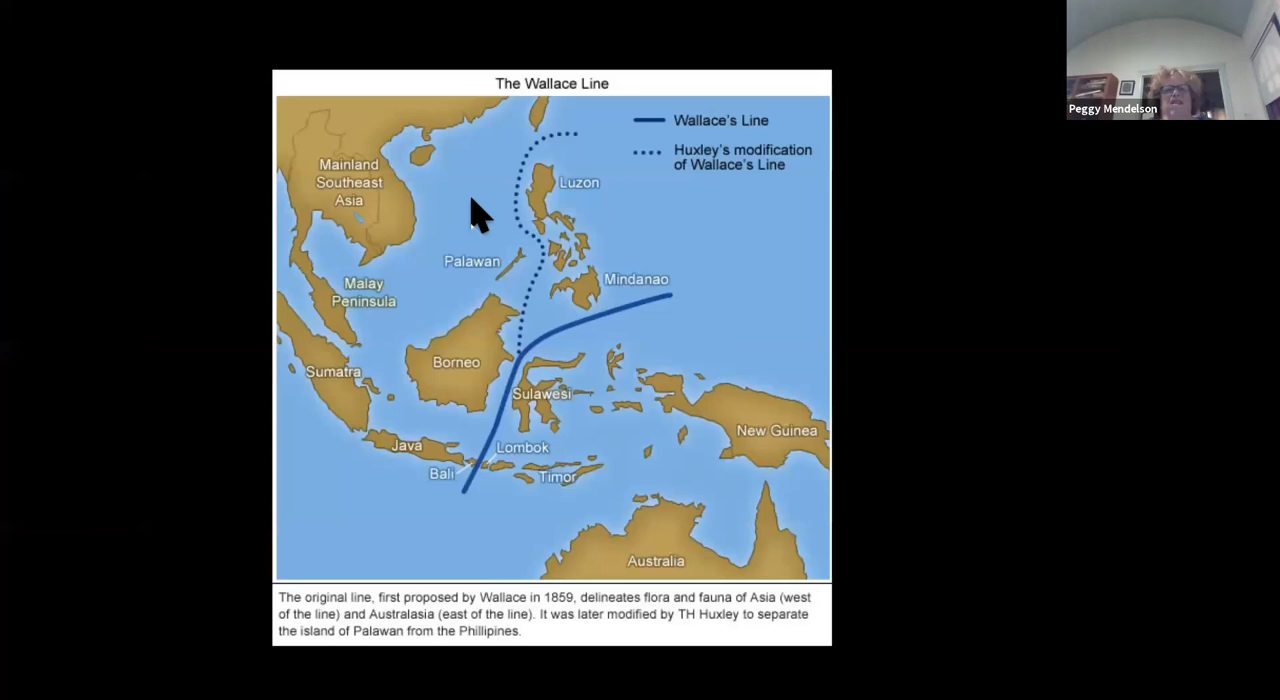 Peggy Mendelson
The Wallace Line
Wallace's Line
Huxley's modification
of Wallace's Line
Mainland
Southeast
Asia
Luzon
Palawan
Malay
Peninsula
Mindanao
Borneo
Sumatra
Sulawesi
New Guinea
Java
Lombok
Bali
Timor
Australia
The original line, first proposed by Wallace in 1859, delineates flora and fauna of Asia (west
of the line) and Australasia (east of the line). It was later modified by TH Huxley to separate
the island of Palawan from the Phillipines.